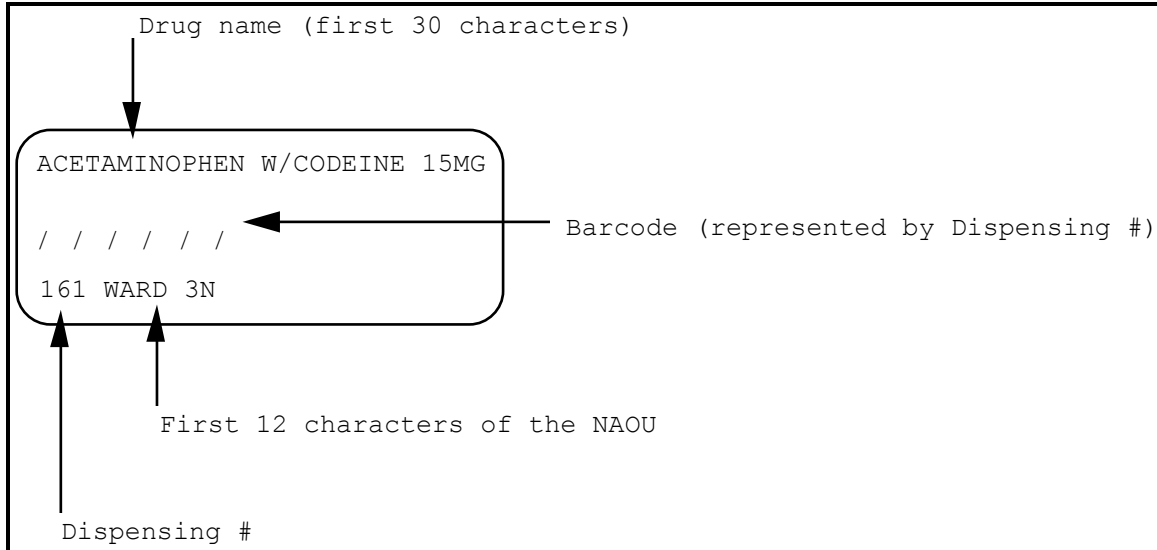 Drug name (first 30 characters)
ACETAMINOPHEN W/CODEINE 15MG
/ / / / / /
Barcode (represented by Dispensing #)
161 WARD 3N
First 12 characters of the NAOU
Dispensing #